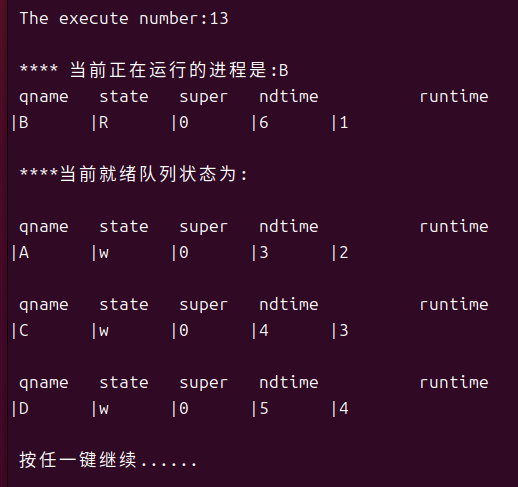 The execute number:13
**** 当前正在运行的进程是:B
qname state super ndtime runtime
|B |R |0 |6 |1
****当前就绪队列状态为:
qname state super ndtime runtime
|A |w |0 |3 |2
qname state super ndtime runtime
|C |w |0 |4 |3
qname state super ndtime runtime
|D |w |0 |5 |4
按任一键继续......